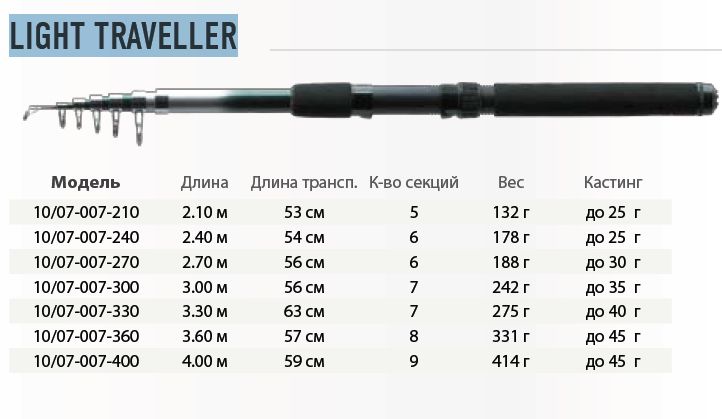 LIGHT TRAVELLER
Модель Длина Длина трансп. К-во секций Вес Кастинг
10/07-007-210 2.10 м 53 см 5 132 г до 25 г
10/07-007-240 2.40 м 54 см 6 178 г до 25 г
10/07-007-270 2.70 м 56 см 6 188 г до 30 г
10/07-007-300 3.00 м 56 см 7 242 г до 35 г
10/07-007-330 3.30 м 63 см 7 275 г до 40 г
10/07-007-360 3.60 м 57 см 8 331 г до 45 г
10/07-007-400 4.00 м 59 см 9 414 г до 45 г